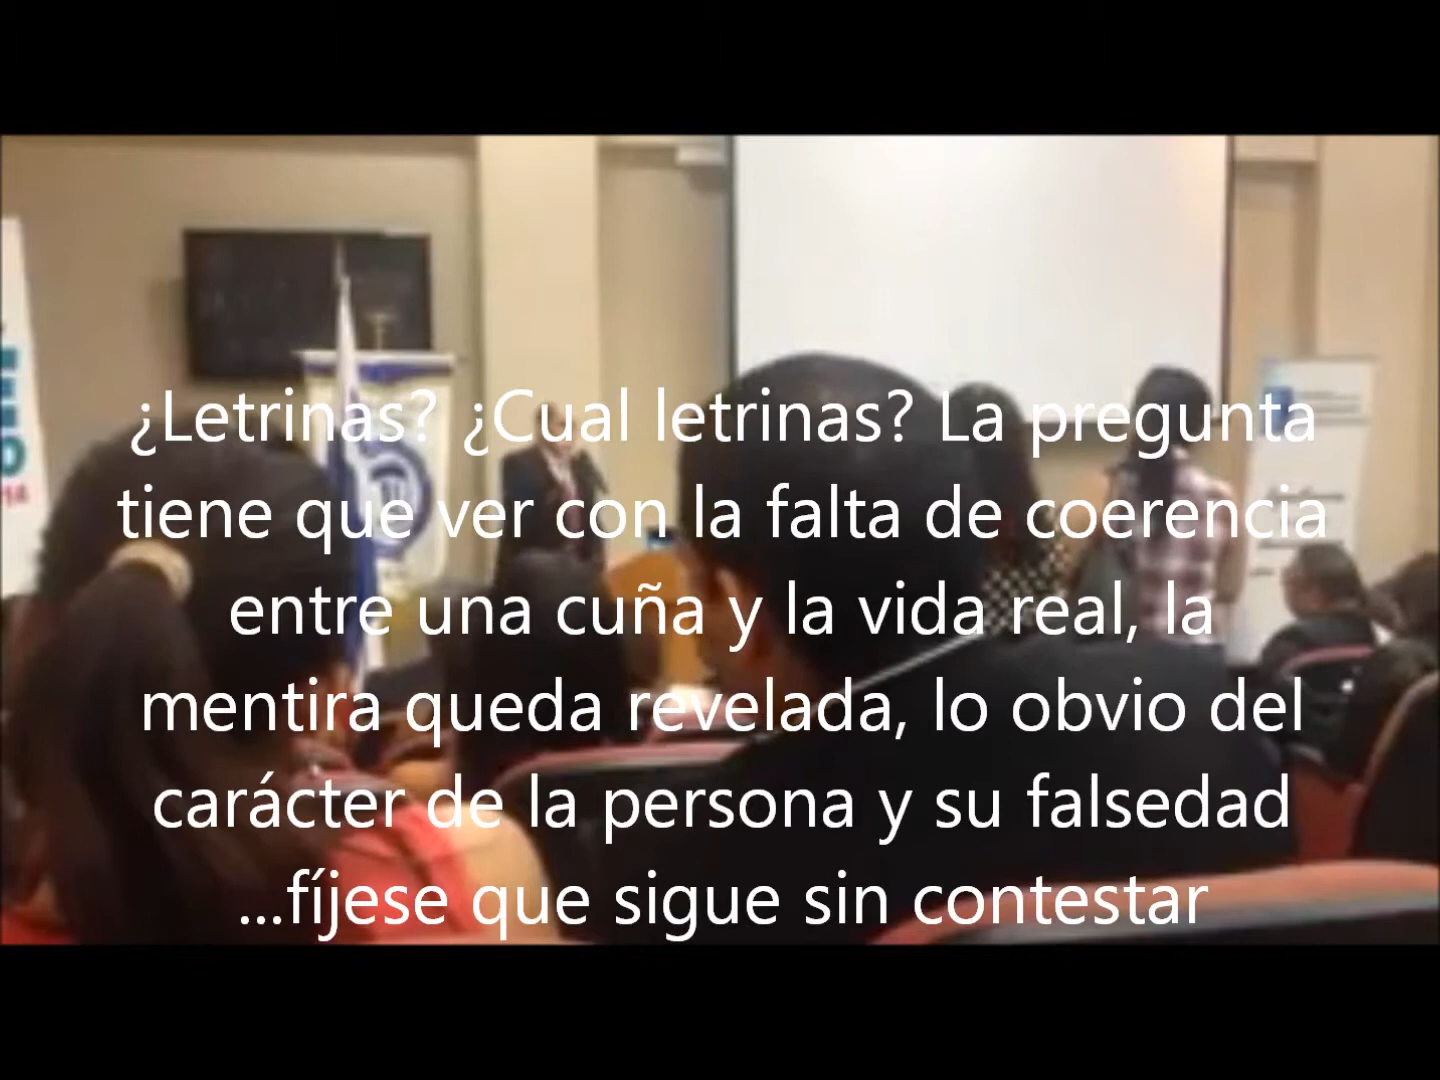 ¿Letrinas? ¿Cual letrinas? La pregunta
tiene que ver con la falta de coerencia
entre una cuña y la vida real, la
mentira queda revelada, lo obvio del
carácter de la persona y su falsedad
...fíjese que sigue sin contestar
14